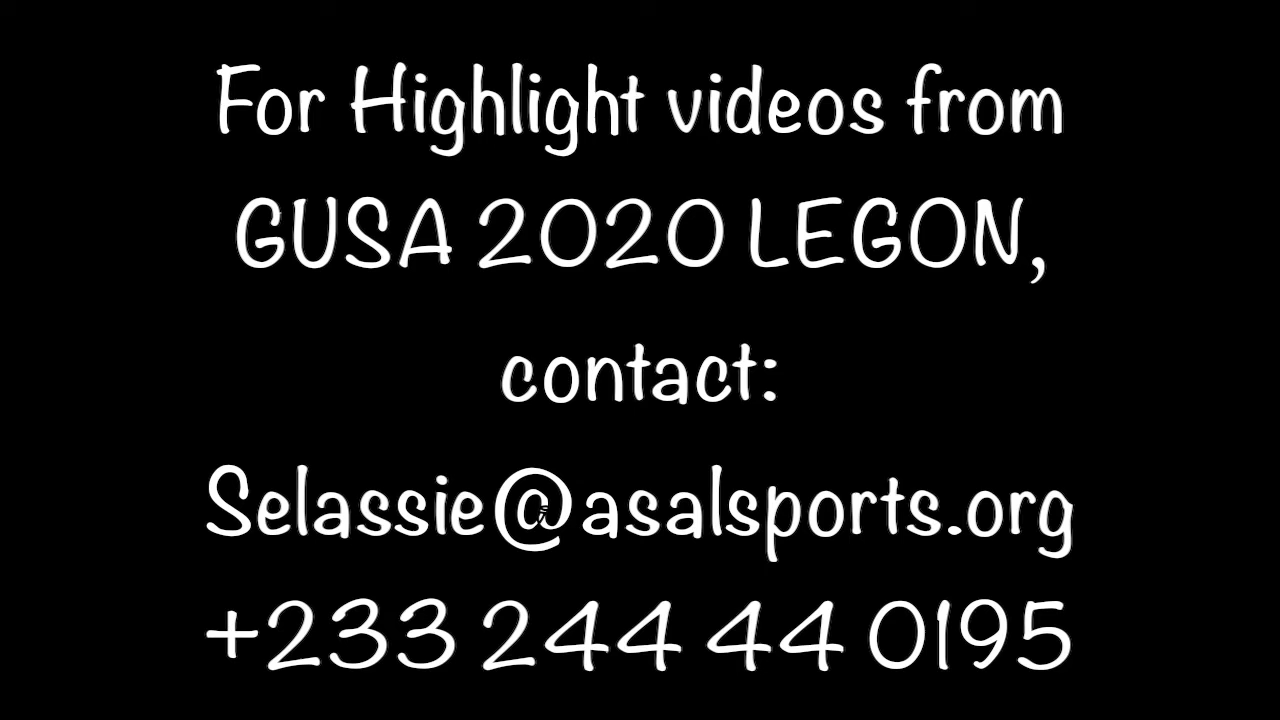 For Highlight videos from
GUSA 2020 LEGON,
contact:
Selassie@asalsports.org
+233 244 44 0195